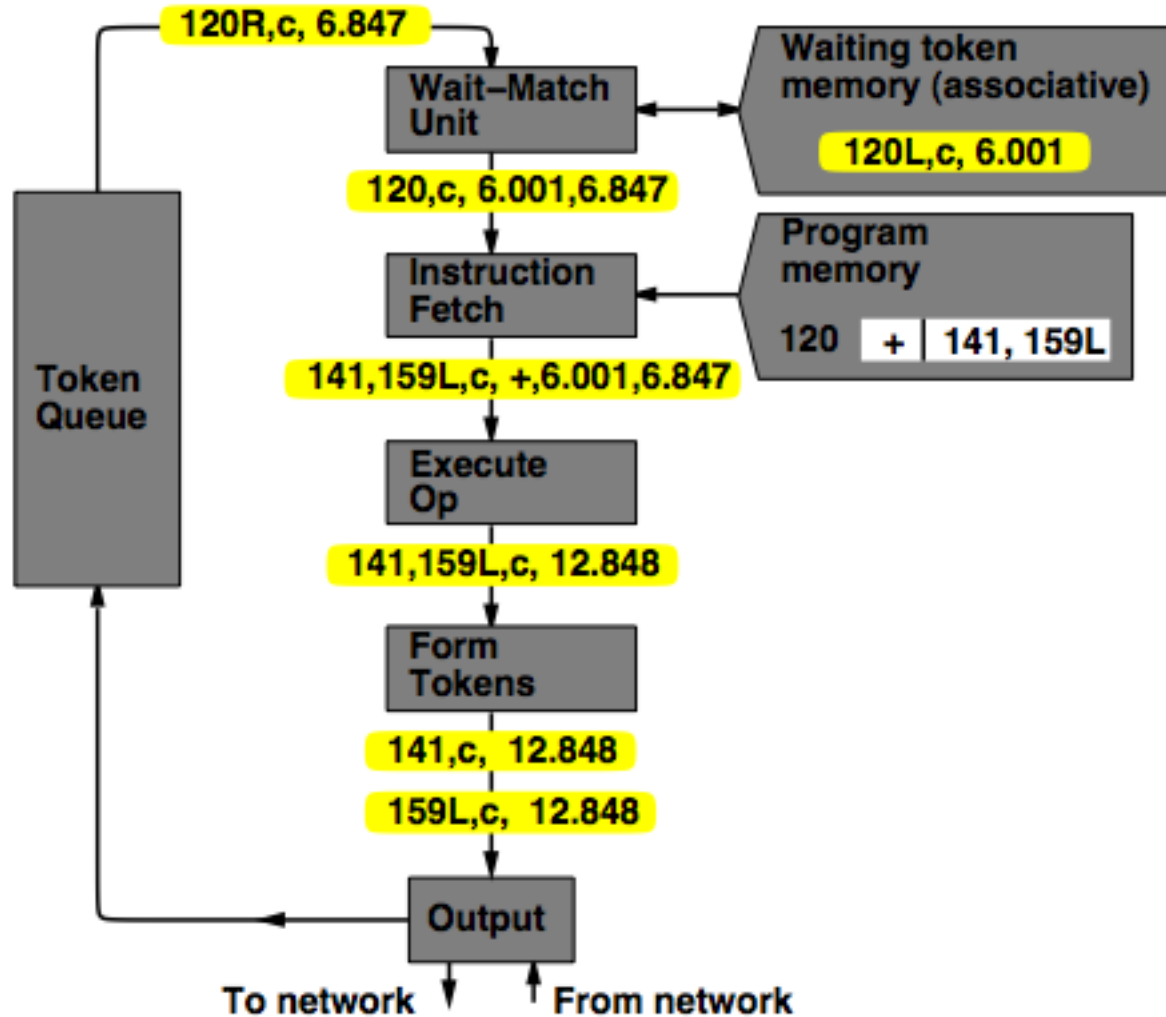 120R,c, 6.847
Wait–Match
Unit
Waiting token
memory (associative)
120L,c, 6.001
120,c, 6.001,6.847
Instruction
Fetch
Program
memory
120 + 141, 159L
141,159L,c, +,6.001,6.847
Token
Queue
Execute
Op
141,159L,c, 12.848
Form
Tokens
141,c, 12.848
159L,c, 12.848
Output
To network
From network